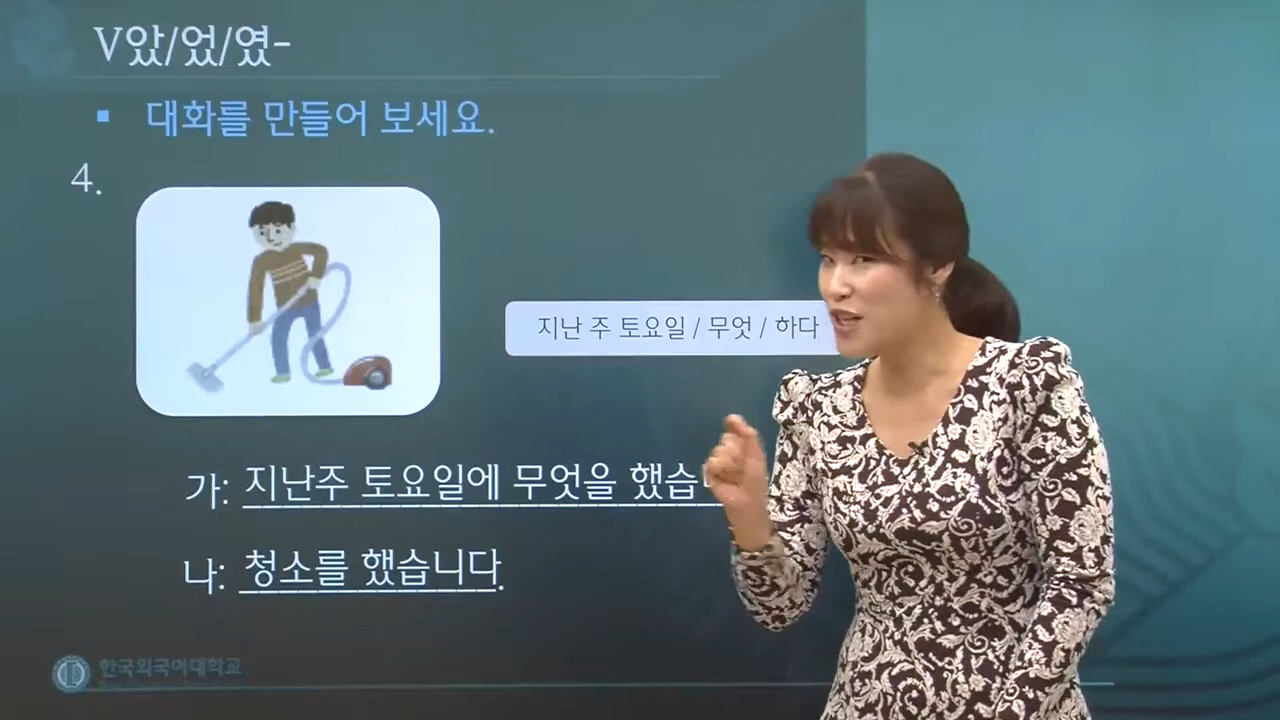 V았/었/였-
▪ 대화를 만들어 보세요.
4.
지난 주 토요일 / 무엇 / 하다
가: 지난주 토요일에 무엇을 했습
나: 청소를 했습니다.
한국외국어대학교